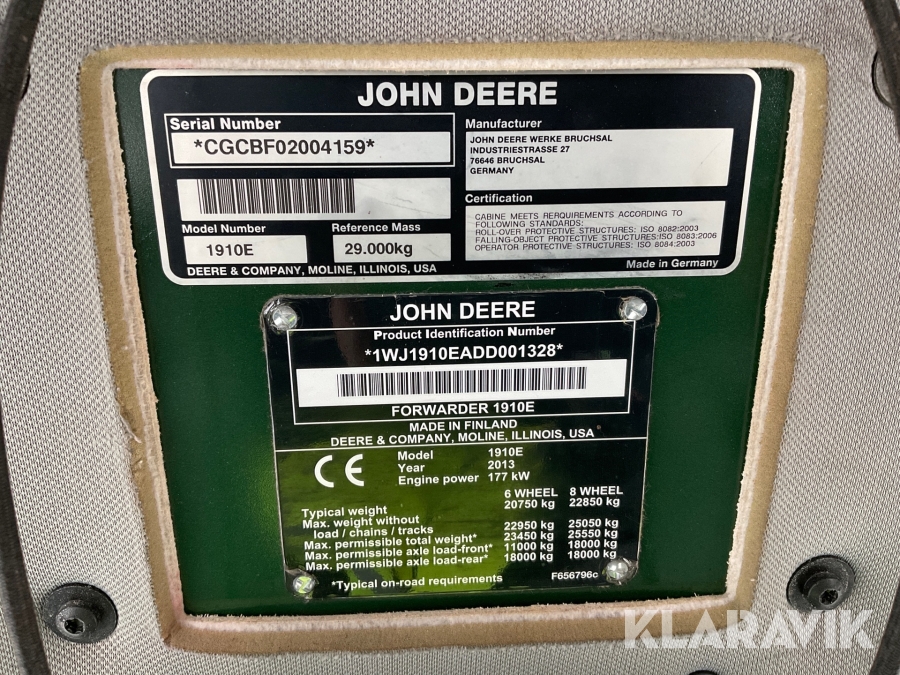 JOHN DEERE
Serial Number
*CGCBF02004159*
Manufacturer
JOHN DEERE WERKE BRUCHSAL
INDUSTRIESTRASSE 27
76646 BRUCHSAL
GERMANY
Model Number
1910E
Reference Mass
29.000kg
Certification
CABINE MEETS RERQUIREMENTS ACCORDING TO
FOLLOWING STANDARDS:
ROLL-OVER PROTECTIVE STRUCTURES: ISO 8082:2003
FALLING-OBJECT PROTECTIVE STRUCTURES:ISO 8083:2006
OPERATOR PROTECTIVE STRUCTURES: ISO 8084:2003
DEERE & COMPANY, MOLINE, ILLINOIS, USA
Made in Germany
JOHN DEERE
Product Identification Number
*1WJ1910EADD001328*
FORWARDER 1910E
MADE IN FINLAND
DEERE & COMPANY, MOLINE, ILLINOIS, USA
CE
Model 1910E
Year 2013
Engine power 177 kW
6 WHEEL 8 WHEEL
Typical weight 20750 kg 22850 kg
Max. weight without
load / chains / tracks 22950 kg 25050 kg
Max. permissible total weight* 23450 kg 25550 kg
Max. permissible axle load-front* 11000 kg 18000 kg
Max. permissible axle load-rear* 18000 kg 18000 kg
*Typical on-road requirements
F656796c
KLARAVIK